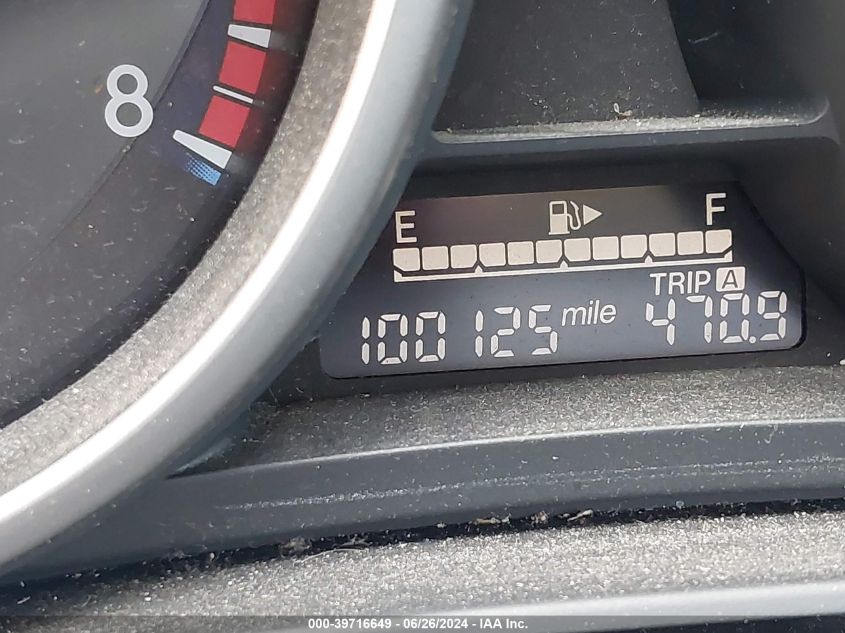 8
E F
TRIP A
100125 mile 470.9
000-39716649 | 06/26/2024 - IAA Inc.